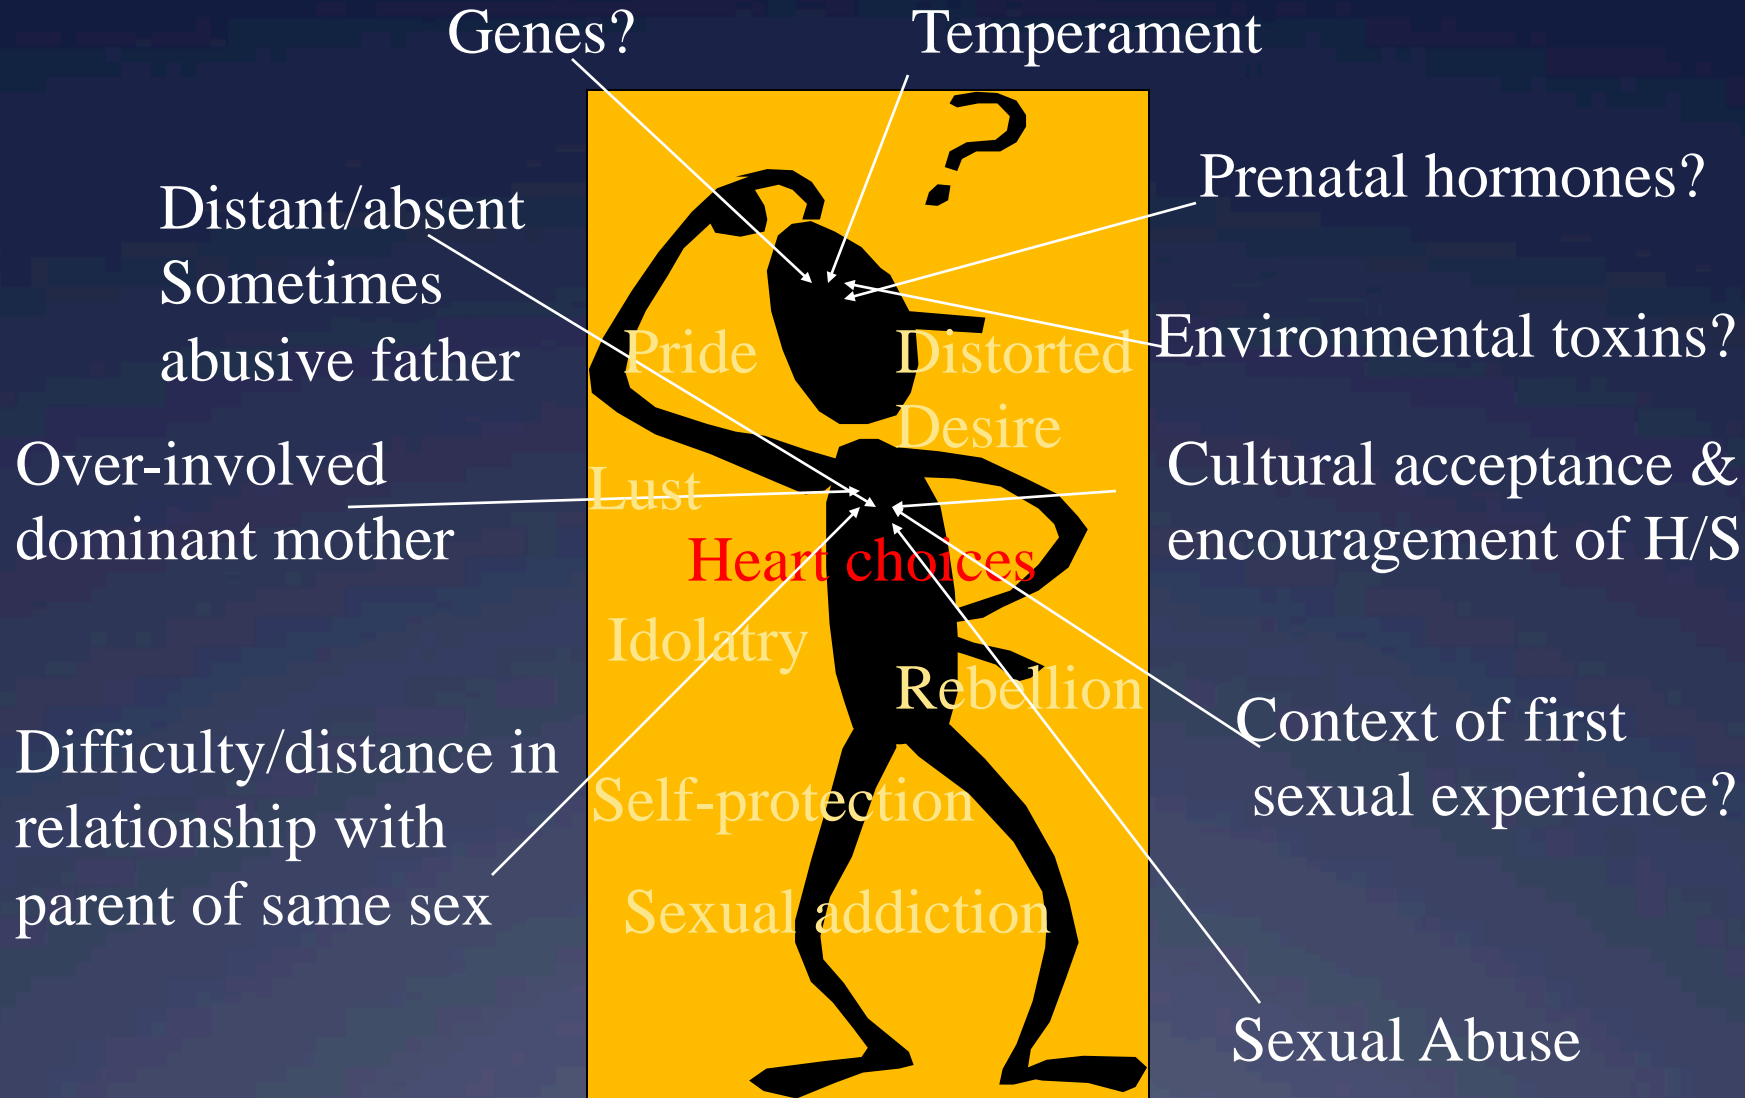 Genes?
Temperament
Prenatal hormones?
Distant/absent
Sometimes
abusive father
Pride
Distorted
Desire
Environmental toxins?
Over-involved
dominant mother
Lust
Cultural acceptance &
encouragement of H/S
Heart choices
Idolatry
Rebellion
Difficulty/distance in
relationship with
parent of same sex
Context of first
sexual experience?
Self-protection
Sexual addiction
Sexual Abuse